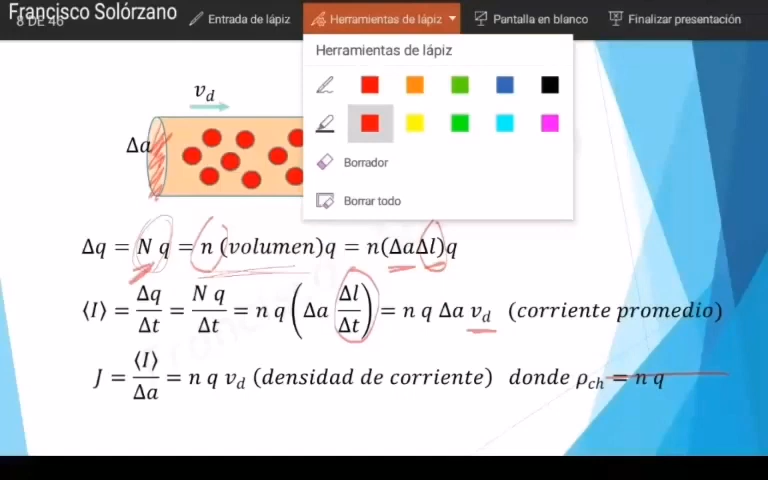 Francisco Solórzano
8 DE 46
Entrada de lápiz
Herramientas de lápiz
Pantalla en blanco
Finalizar presentación
Herramientas de lápiz
Borrador
Borrar todo
v_d
Δa
Δq = N q = n (volumen)q = n(ΔaΔl)q
⟨I⟩ = Δq/Δt = N q/Δt = n q (Δa Δl/Δt) = n q Δa v_d (corriente promedio)
J = ⟨I⟩/Δa = n q v_d (densidad de corriente) donde ρ_ch = n q